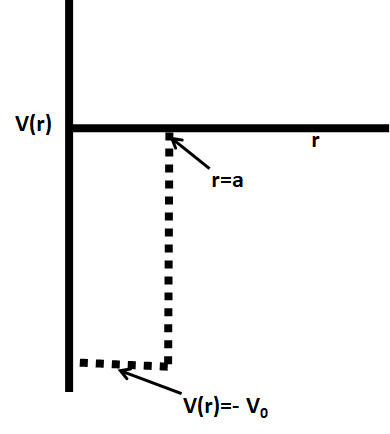 V(r)
r
r=a
V(r)=- V₀